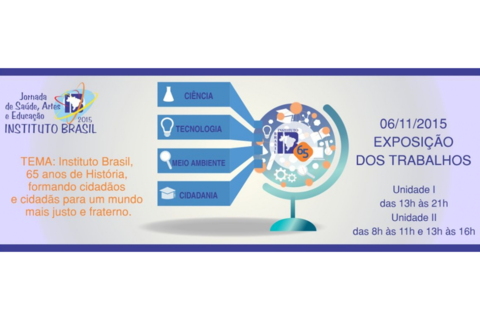 Jornada
de Saúde, Artes
e Educação
2015
INSTITUTO BRASIL
TEMA: Instituto Brasil,
65 anos de História,
formando cidadãos
e cidadãs para um mundo
mais justo e fraterno.
CIÊNCIA
TECNOLOGIA
MEIO AMBIENTE
CIDADANIA
65
06/11/2015
EXPOSIÇÃO
DOS TRABALHOS
Unidade I
das 13h às 21h
Unidade II
das 8h às 11h e 13h às 16h